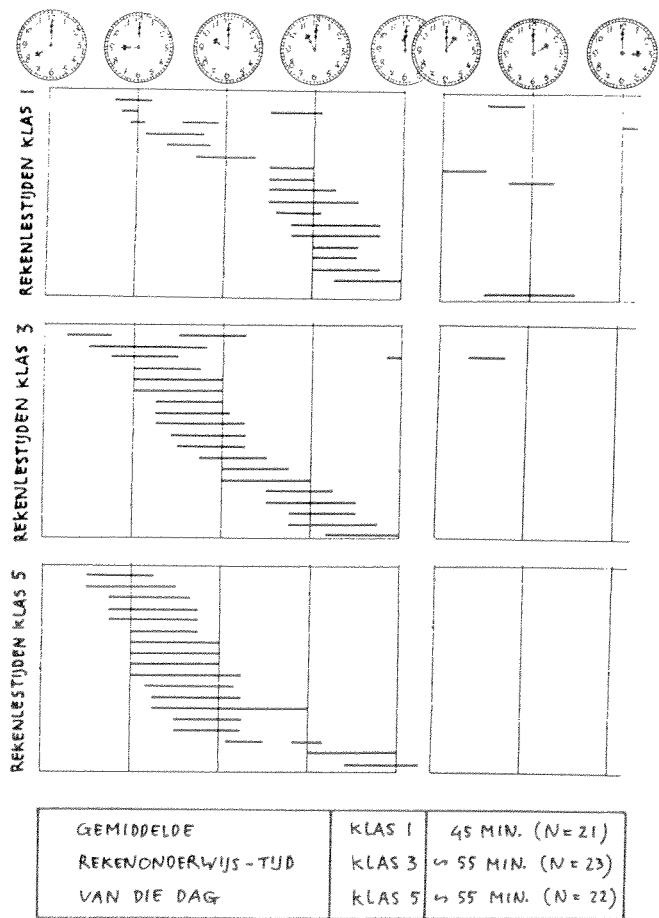 REKENLESTIJDEN KLAS 1
REKENLESTIJDEN KLAS 3
REKENLESTIJDEN KLAS 5
GEMIDDELDE KLAS 1 45 MIN. (N=21)
REKENONDERWIJS-TIJD KLAS 3 ∽ 55 MIN. (N=23)
VAN DIE DAG KLAS 5 ∽ 55 MIN. (N=22)